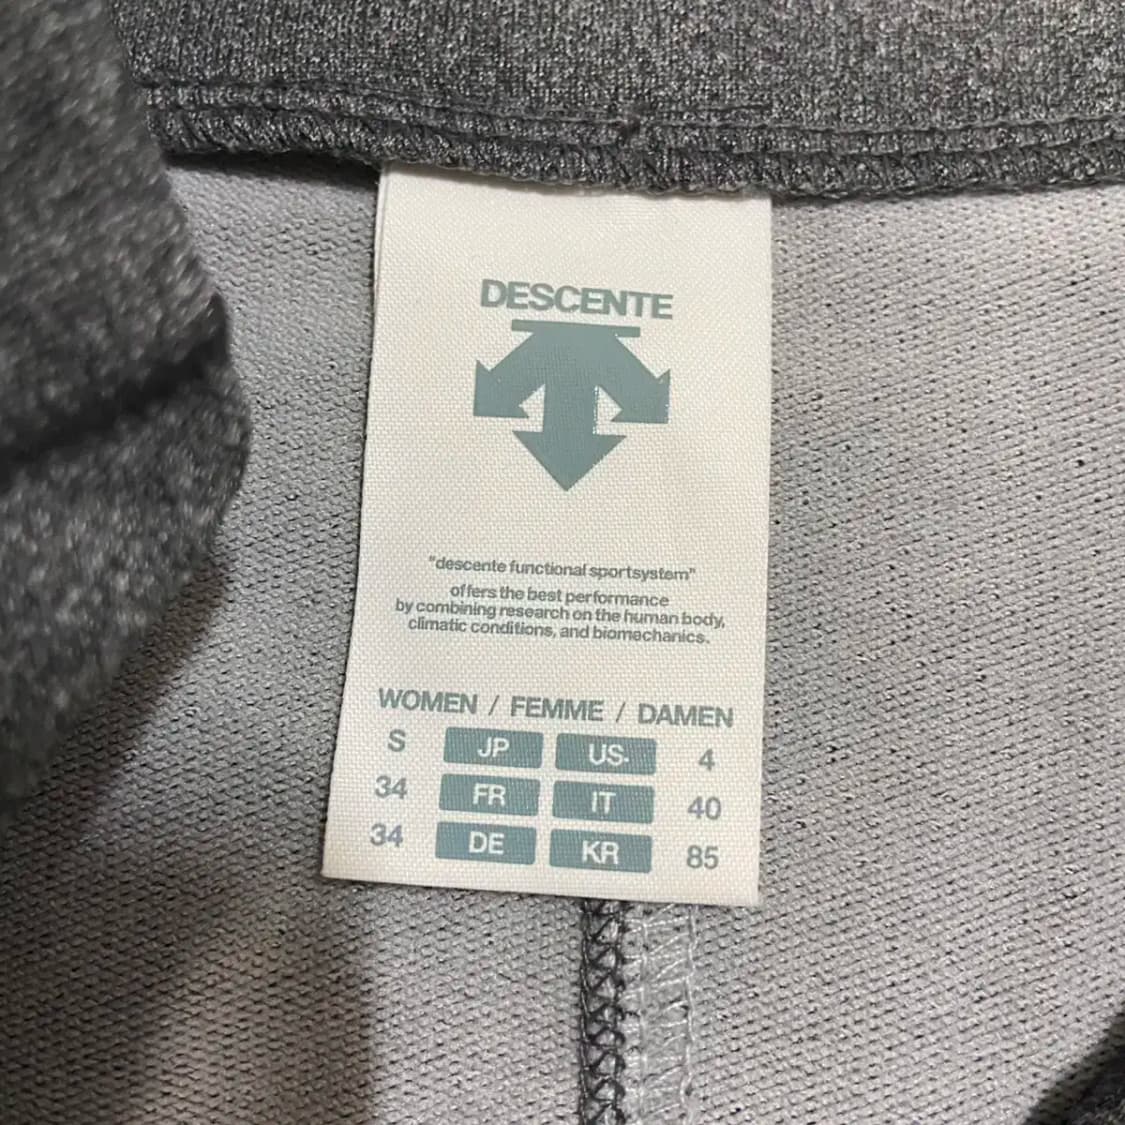 DESCENTE
"descente functional sportsystem"
offers the best performance
by combining research on the human body,
climatic conditions, and biomechanics.
WOMEN / FEMME / DAMEN
S JP US. 4
34 FR IT 40
34 DE KR 85